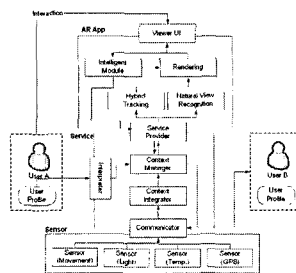 Interaction
AR App
Viewer UI
Intelligent
Module
Rendering
Hybrid
Tracking
Natural View
Recognition
Service
Service
Provider
User A
User
Profile
Interpreter
Context
Manager
User B
User
Profile
Context
Integrator
Communicator
Sensor
Sensor
(Movement)
Sensor
(Light)
Sensor
(Temp.)
Sensor
(GPS)